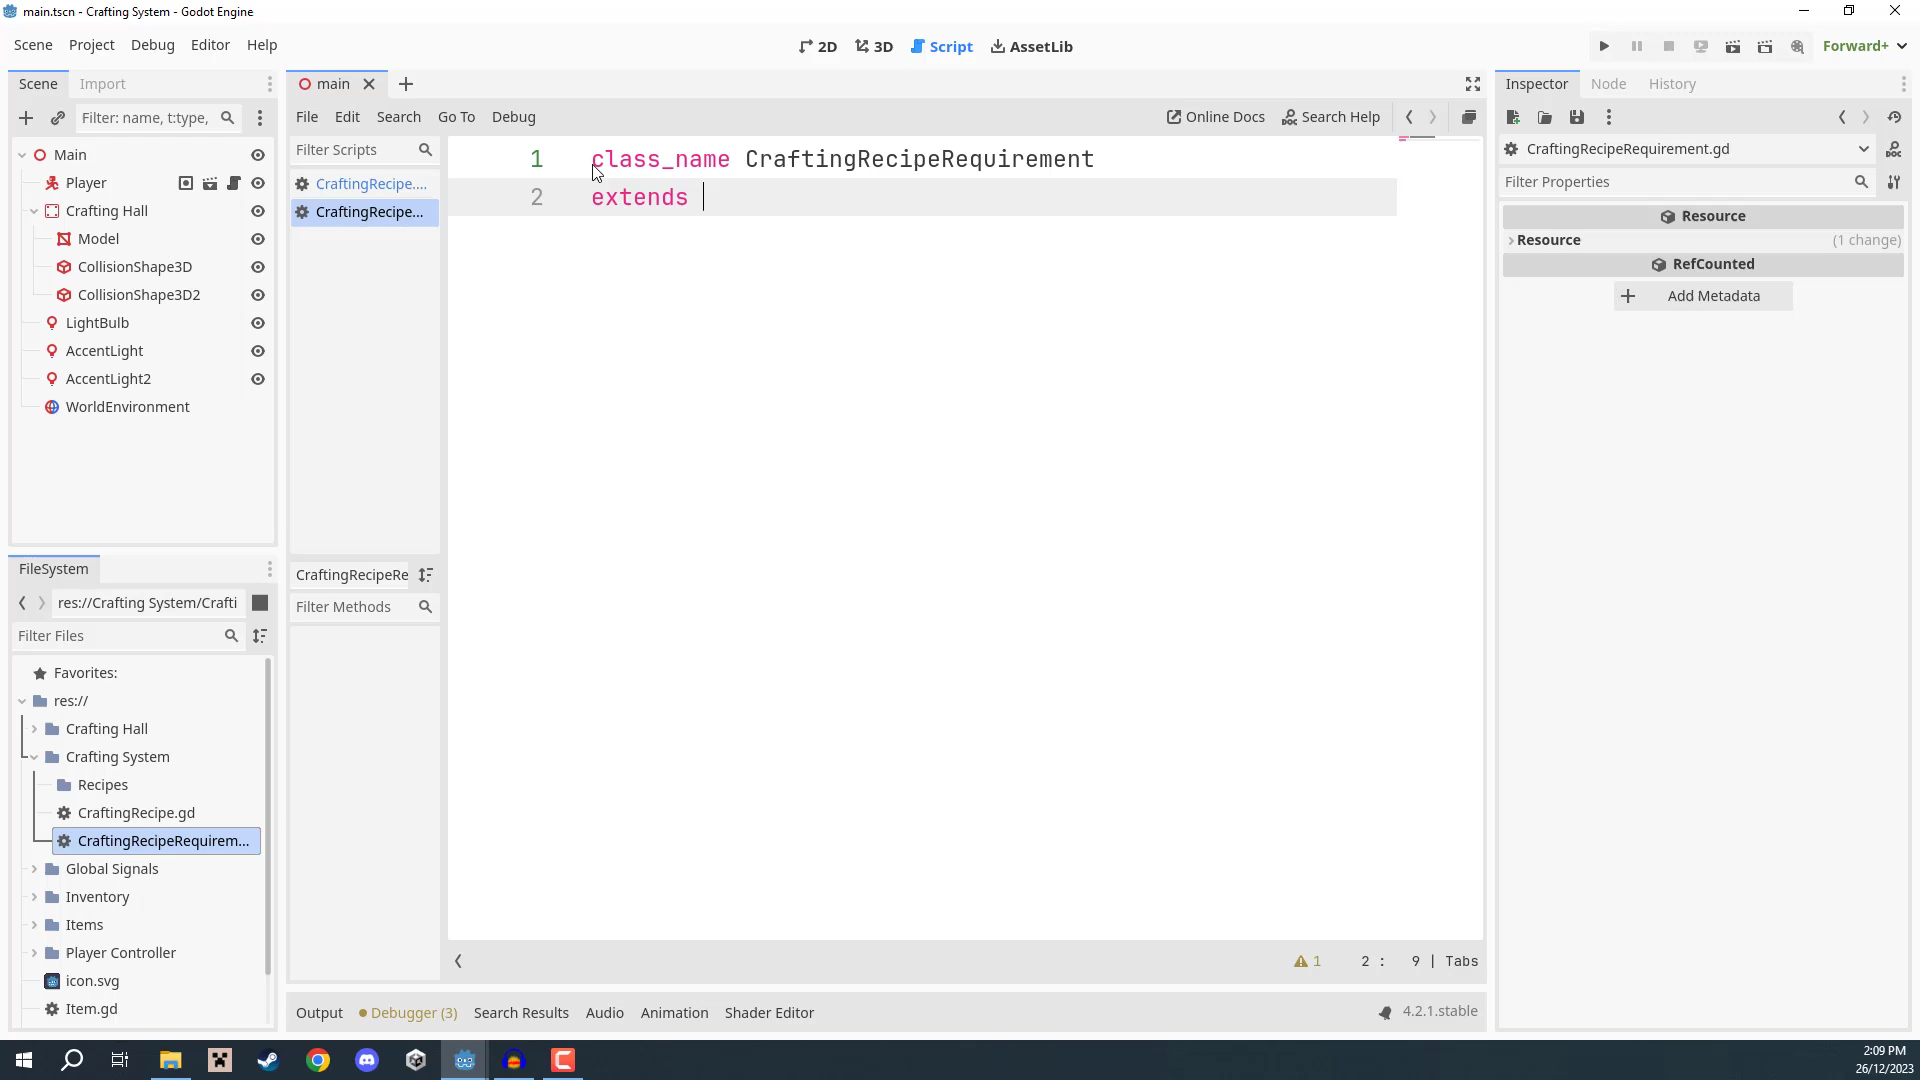 main.tscn - Crafting System - Godot Engine
Scene Project Debug Editor Help
2D 3D Script AssetLib
Forward+
Scene Import
Filter: name, t:type,
Main
Player
Crafting Hall
Model
CollisionShape3D
CollisionShape3D2
LightBulb
AccentLight
AccentLight2
WorldEnvironment
FileSystem
res://Crafting System/Crafti
Filter Files
Favorites:
res://
Crafting Hall
Crafting System
Recipes
CraftingRecipe.gd
CraftingRecipeRequirem...
Global Signals
Inventory
Items
Player Controller
icon.svg
Item.gd
main
File Edit Search Go To Debug
Online Docs Search Help
Filter Scripts
CraftingRecipe....
CraftingRecipe...
CraftingRecipeRe
Filter Methods
1 class_name CraftingRecipeRequirement
2 extends
1 2 : 9 | Tabs
Output Debugger (3) Search Results Audio Animation Shader Editor
4.2.1.stable
Inspector Node History
CraftingRecipeRequirement.gd
Filter Properties
Resource
Resource (1 change)
RefCounted
Add Metadata
2:09 PM
26/12/2023